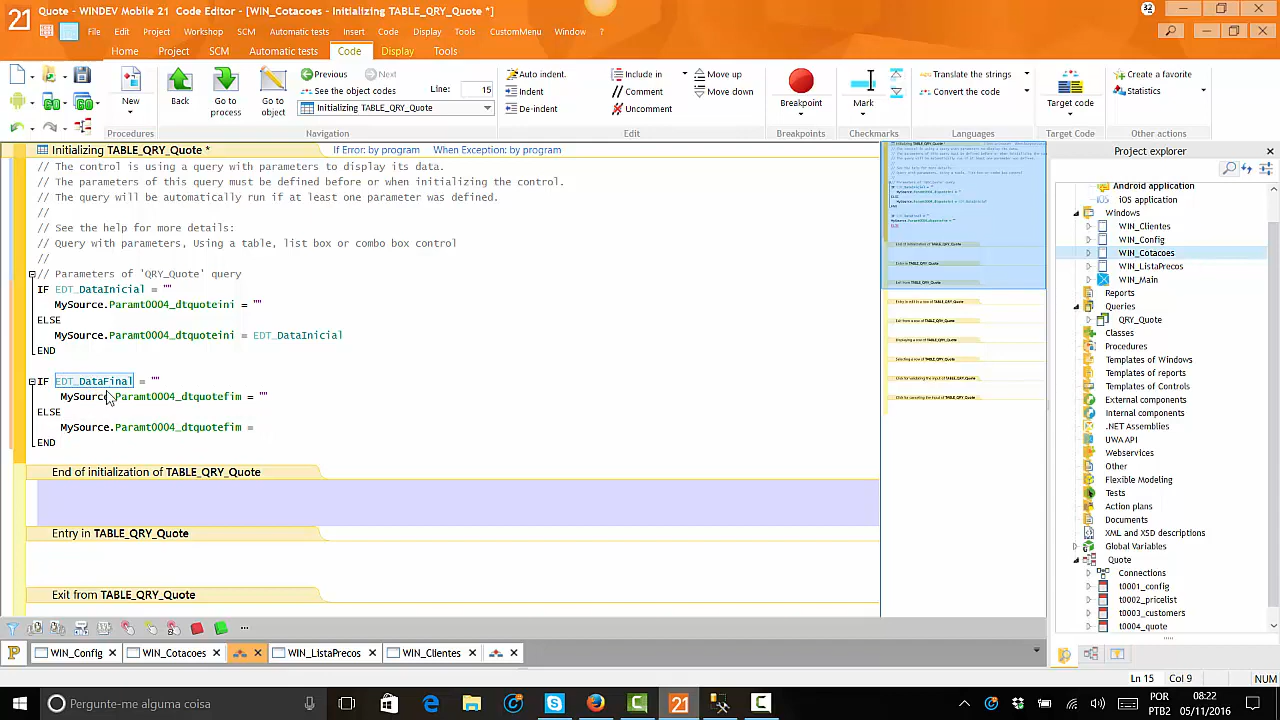 Quote - WINDEV Mobile 21 Code Editor - [WIN_Cotacoes - Initializing TABLE_QRY_Quote *]
32
21
File Edit Project Workshop SCM Automatic tests Insert Code Display Tools CustomMenu Window ?
Home Project SCM Automatic tests Code Display Tools
New
Procedures
Back
Go to process
Go to object
Previous Next
See the objects
Line: 15
Initializing TABLE_QRY_Quote
Navigation
Auto indent.
Indent
De-indent
Include in
Comment
Uncomment
Move up
Move down
Edit
Breakpoint
Breakpoints
Mark
Checkmarks
Translate the strings
Convert the code
Languages
Target code
Target Code
Create a favorite
Statistics
Other actions
Initializing TABLE_QRY_Quote * If Error: by program When Exception: by program
// The control is using a query with parameters to display its data.
// The parameters of this query must be defined before or when initializing the control.
// The query will be automatically run if at least one parameter was defined.
// See the help for more details:
// Query with parameters, Using a table, list box or combo box control
// Parameters of 'QRY_Quote' query
IF EDT_DataInicial = ""
MySource.Paramt0004_dtquoteini = ""
ELSE
MySource.Paramt0004_dtquoteini = EDT_DataInicial
END
IF EDT_DataFinal = ""
MySource.Paramt0004_dtquotefim = ""
ELSE
MySource.Paramt0004_dtquotefim =
END
End of initialization of TABLE_QRY_Quote
Entry in TABLE_QRY_Quote
Exit from TABLE_QRY_Quote
Project explorer
Android application
iOS application
Windows
WIN_Clientes
WIN_Config
WIN_Cotacoes
WIN_ListaPrecos
WIN_Main
Reports
Queries
QRY_Quote
Classes
Procedures
Templates of Windows
Templates of reports
Templates of Controls
External components
Internal components
.NET Assemblies
UWA API
Webservices
Other
Flexible Modeling
Tests
Action plans
Documents
XML and XSD descriptions
Global Variables
Quote
Connections
t0001_config
t0002_pricelist
t0003_customers
t0004_quote
WIN_Config WIN_Cotacoes WIN_ListaPrecos WIN_Clientes
Ln 15 Col 9 NUM
Pergunte-me alguma coisa
21
POR
PTB2
08:22
05/11/2016